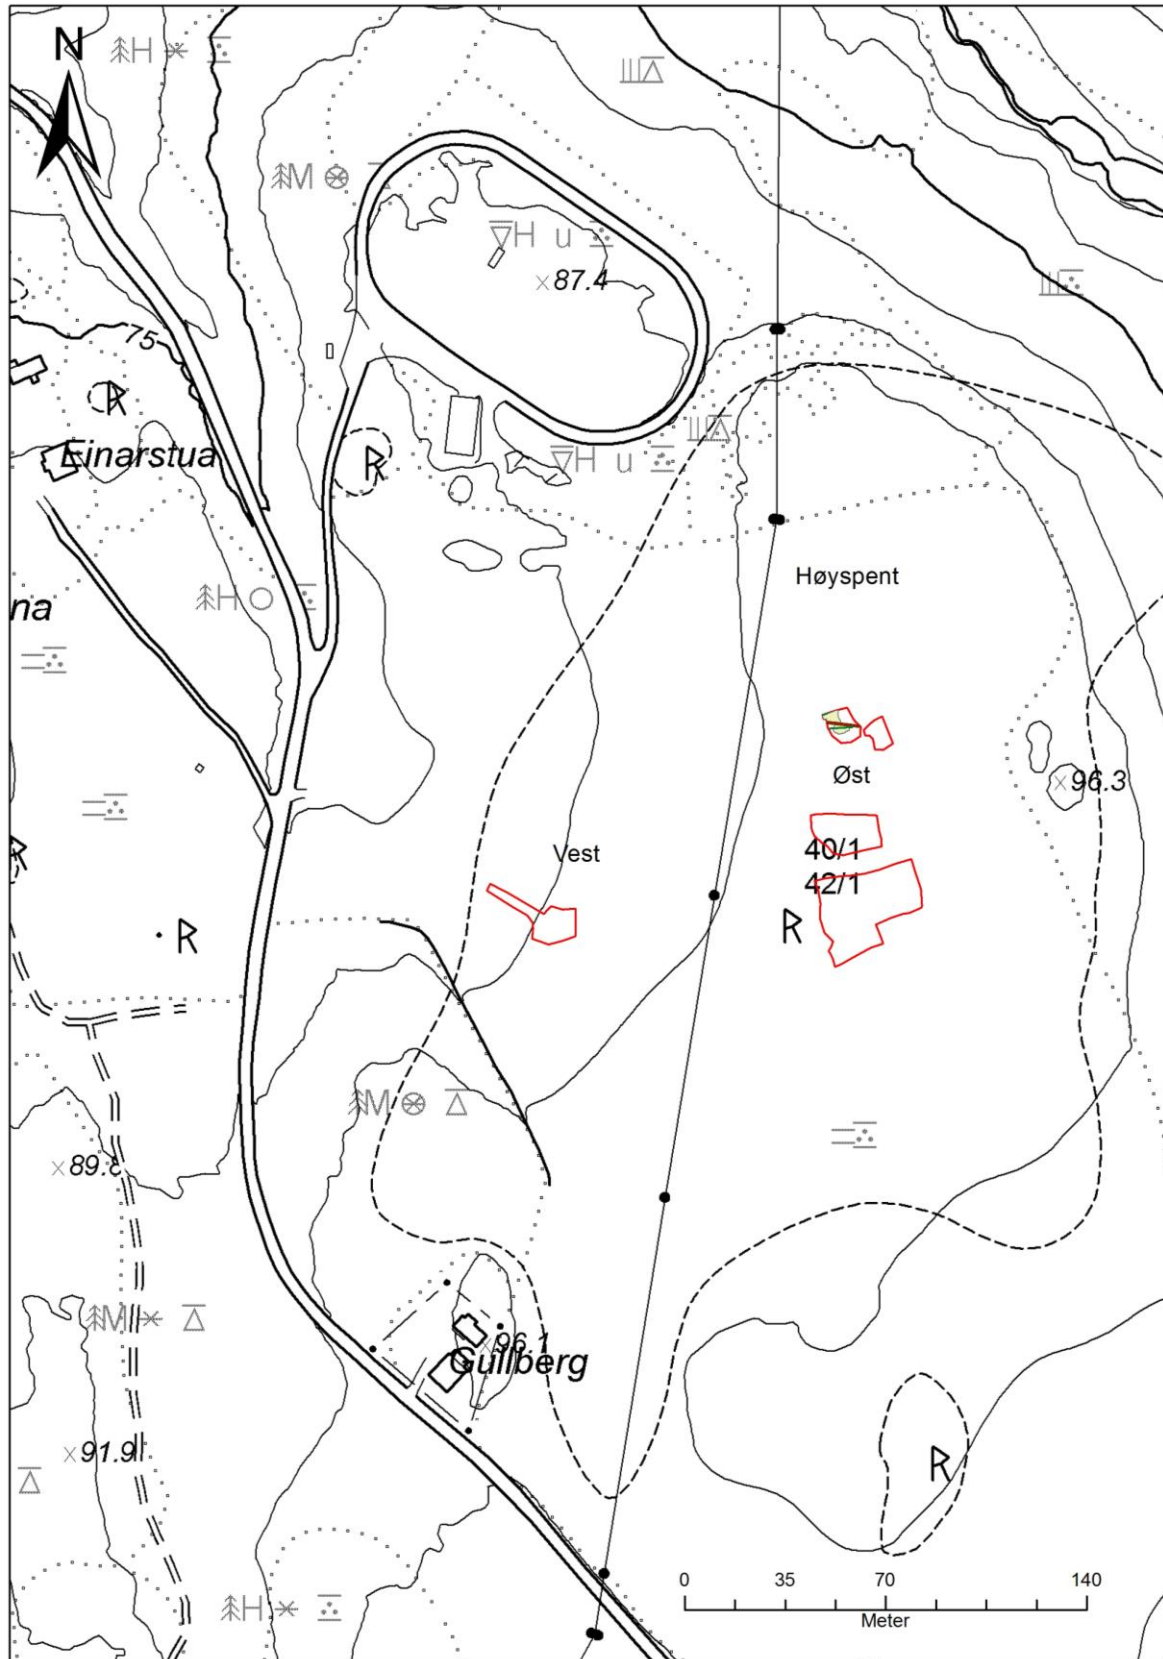 N
H
M
H u
87.4
75
R
Einarstua
R
H u
Høyspent
H
na
Øst
96.3
40/1
Vest
42/1
R
R
R
M
89.8
M
96.1
Gullberg
91.9
R
H
0 35 70 140
Meter